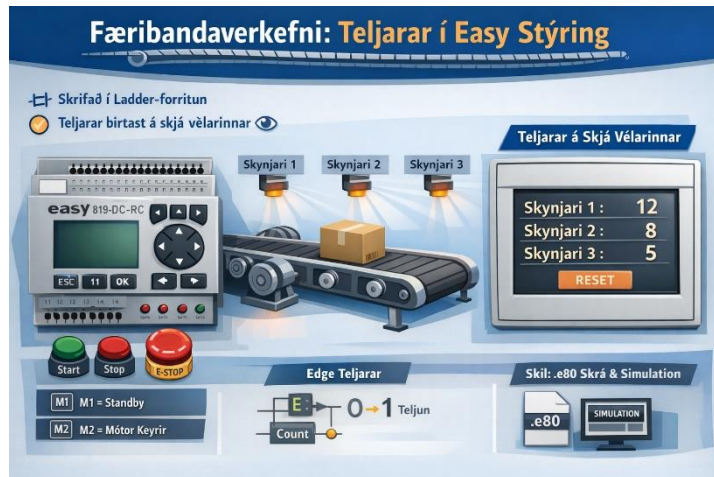 Færibandaverkefni: Teljarar í Easy Stýring
Skrifað í Ladder-forritun
Teljarar birtast á skjá vèlarinnar
easy 819-DC-RC
ESC 11 OK
Skynjari 1
Skynjari 2
Skynjari 3
Teljarar á Skjá Vélarinnar
Skynjari 1 : 12
Skynjari 2 : 8
Skynjari 3 : 5
RESET
Start
Stop
E-STOP
M1 M1 = Standby
M2 M2 = Mótor Keyrir
Edge Teljarar
E: 0→1 Teljun
Count
Skil: .e80 Skrá & Simulation
.e80
SIMULATION